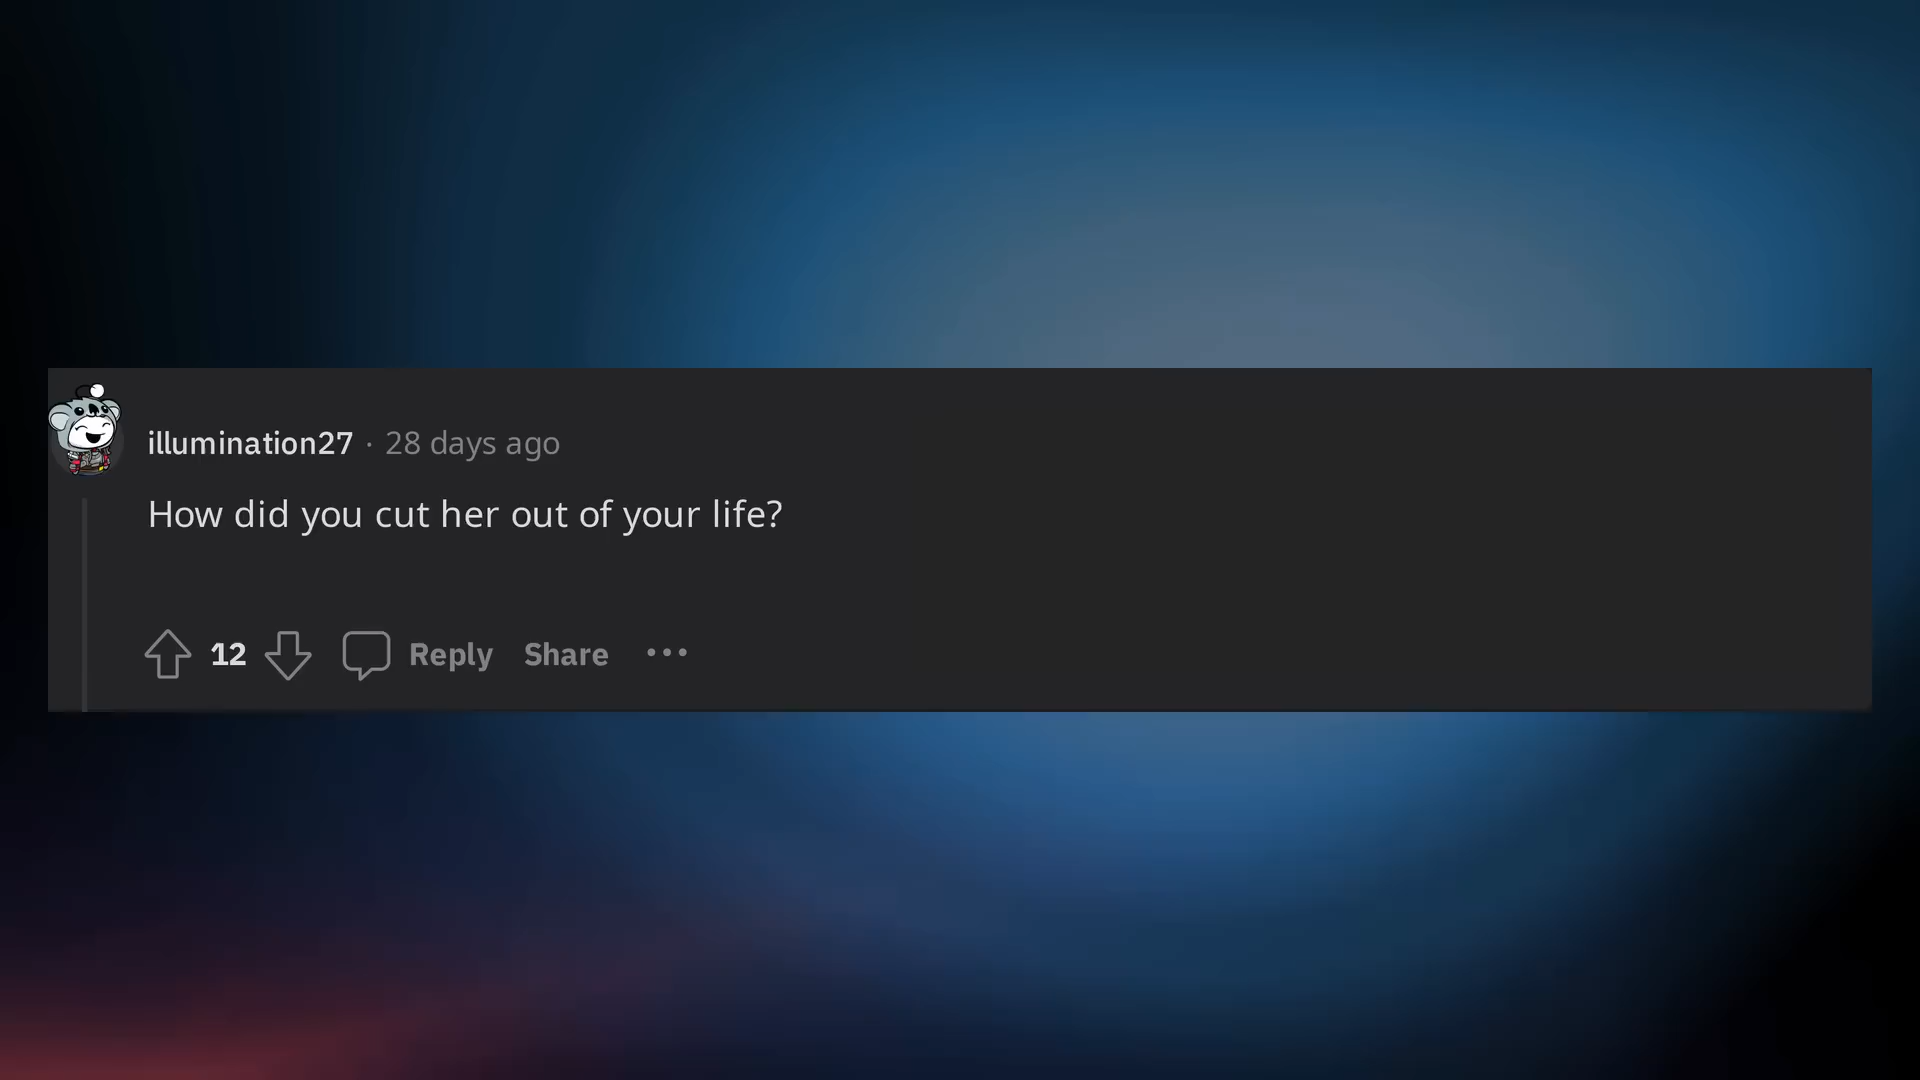 illumination27 · 28 days ago
How did you cut her out of your life?
12 Reply Share ···